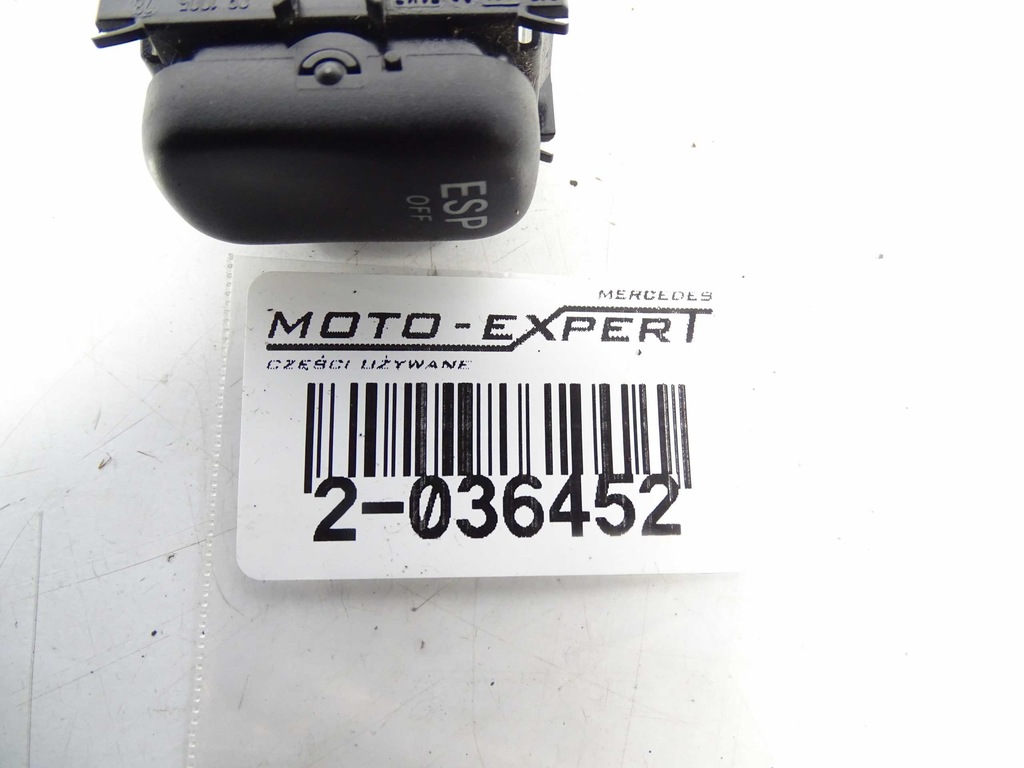 ESP
OFF
MERCEDES
MOTO-EXPERT
CZĘŚCI UŻYWANE
2-036452